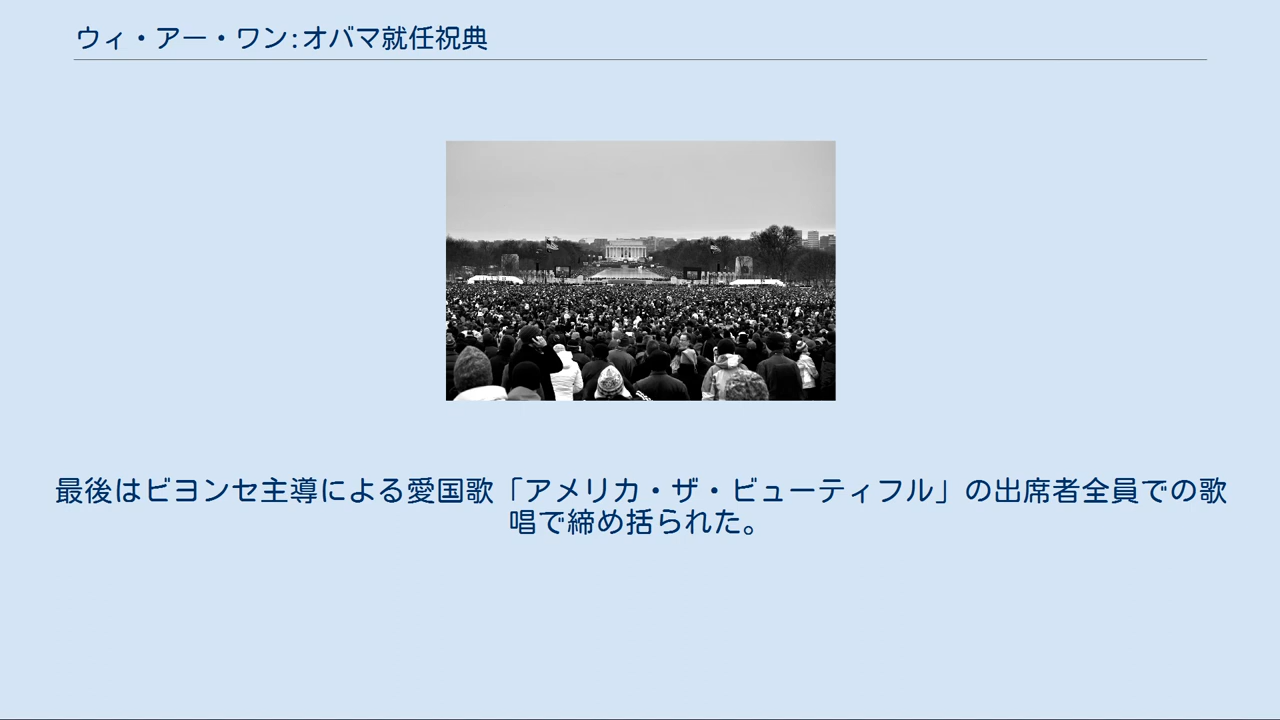 ウィ・アー・ワン:オバマ就任祝典
最後はビヨンセ主導による愛国歌「アメリカ・ザ・ビューティフル」の出席者全員での歌
唱で締め括られた。